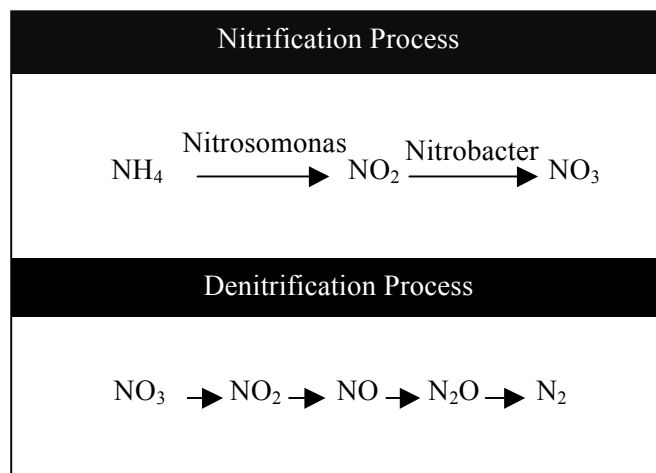 Nitrification Process
Nitrosomonas Nitrobacter
NH₄ NO₂ NO₃
Denitrification Process
NO₃ NO₂ NO N₂O N₂